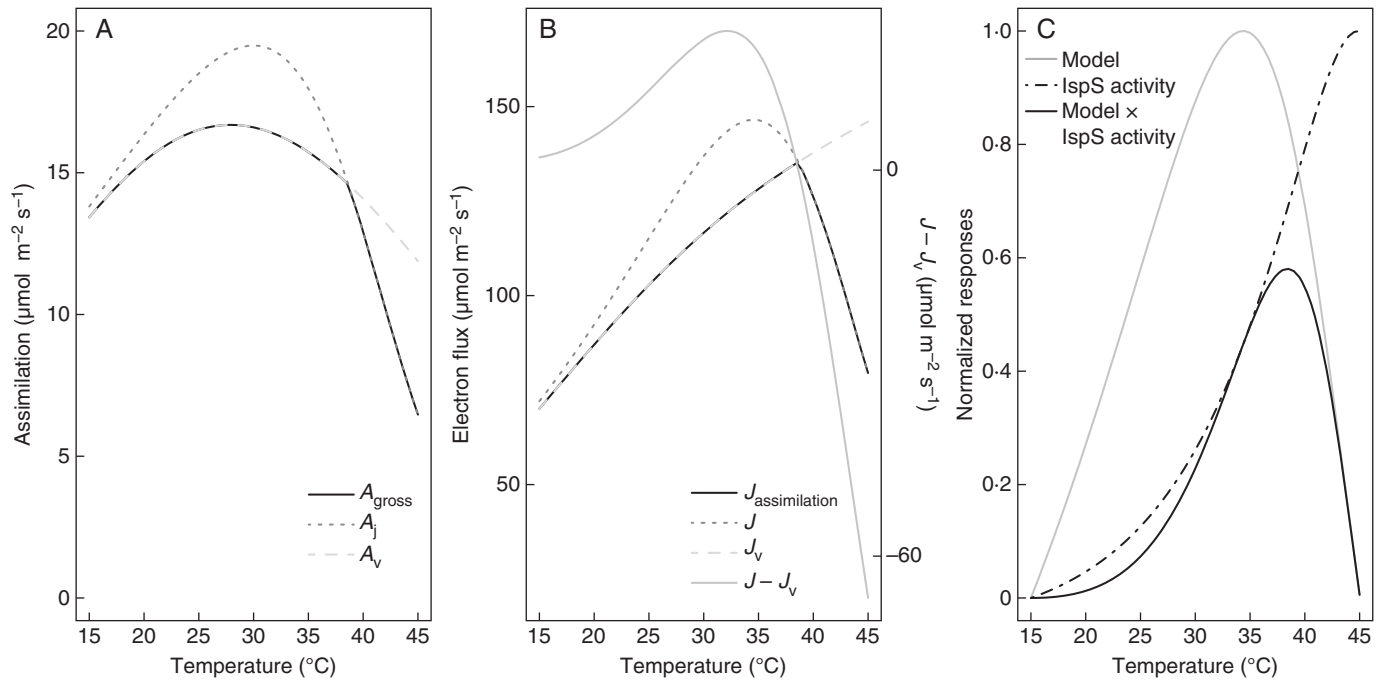 A
20
15
10
5
0
Assimilation (μmol m⁻² s⁻¹)
A_gross
A_j
A_v
15 20 25 30 35 40 45
Temperature (°C)
B
150
100
50
Electron flux (μmol m⁻² s⁻¹)
0
–60
J – J_v (μmol m⁻² s⁻¹)
J_assimilation
J
J_v
J – J_v
15 20 25 30 35 40 45
Temperature (°C)
C
1·0
0·8
0·6
0·4
0·2
0
Normalized responses
Model
IspS activity
Model ×
IspS activity
15 20 25 30 35 40 45
Temperature (°C)